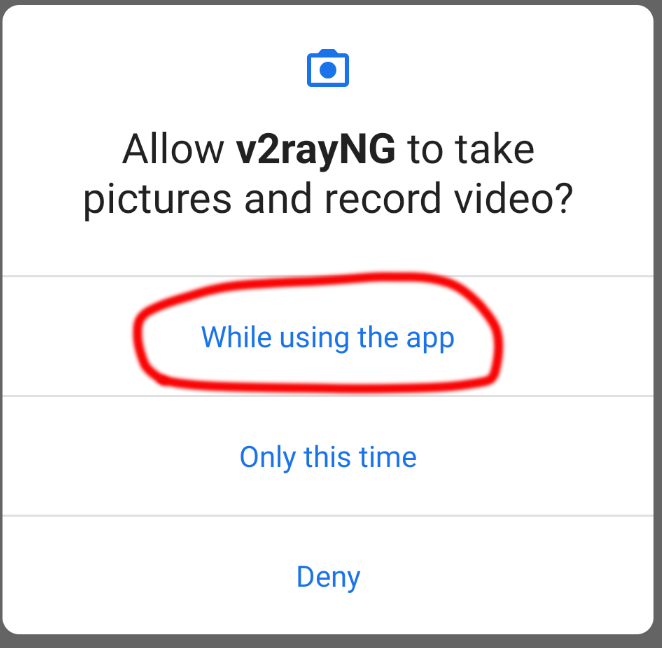 Allow v2rayNG to take
pictures and record video?
While using the app
Only this time
Deny